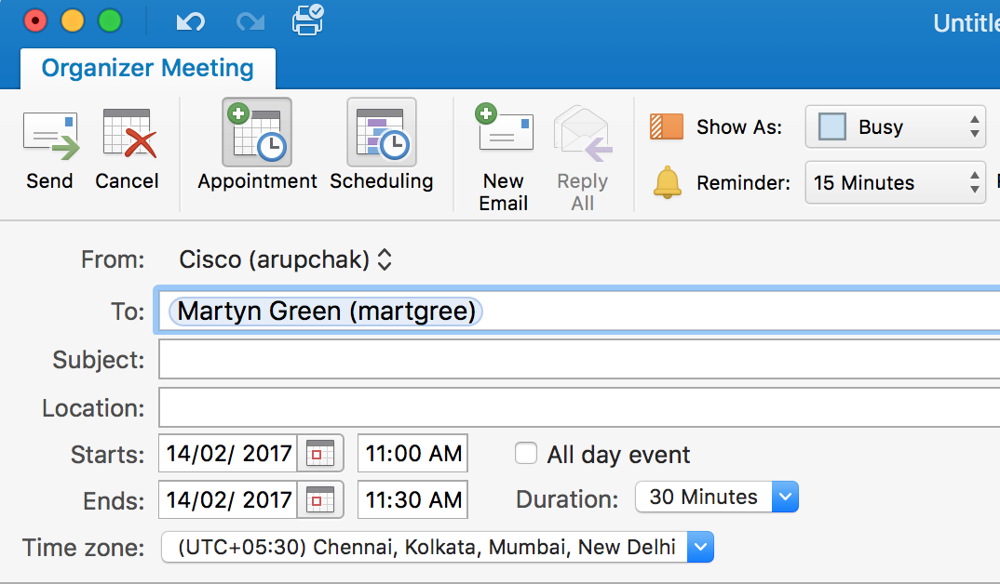 Untitle
Organizer Meeting
Send Cancel Appointment Scheduling New Email Reply All
Show As: Busy
Reminder: 15 Minutes
From: Cisco (arupchak)
To: Martyn Green (martgree)
Subject:
Location:
Starts: 14/02/ 2017 11:00 AM All day event
Ends: 14/02/ 2017 11:30 AM Duration: 30 Minutes
Time zone: (UTC+05:30) Chennai, Kolkata, Mumbai, New Delhi